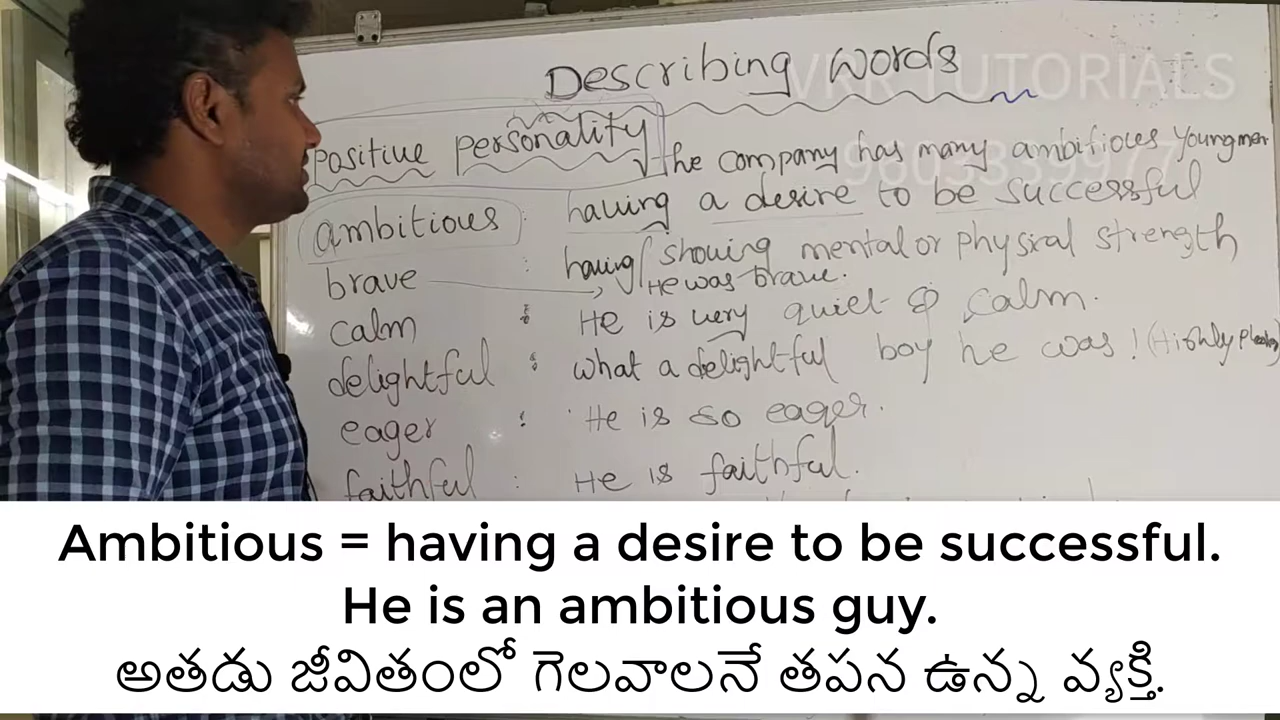 Describing words
VKR TUTORIALS
positive personality
The company has many ambitious Young men
9603339977
ambitious : having a desire to be successful
brave : having/showing mental or physical strength
He was brave.
calm : He is very quiet & calm.
delightful : what a delightful boy he was! (Highly pleasing)
eager : He is so eager.
faithful : He is faithful.
Ambitious = having a desire to be successful.
He is an ambitious guy.
అతడు జీవితంలో గెలవాలనే తపన ఉన్న వ్యక్తి.